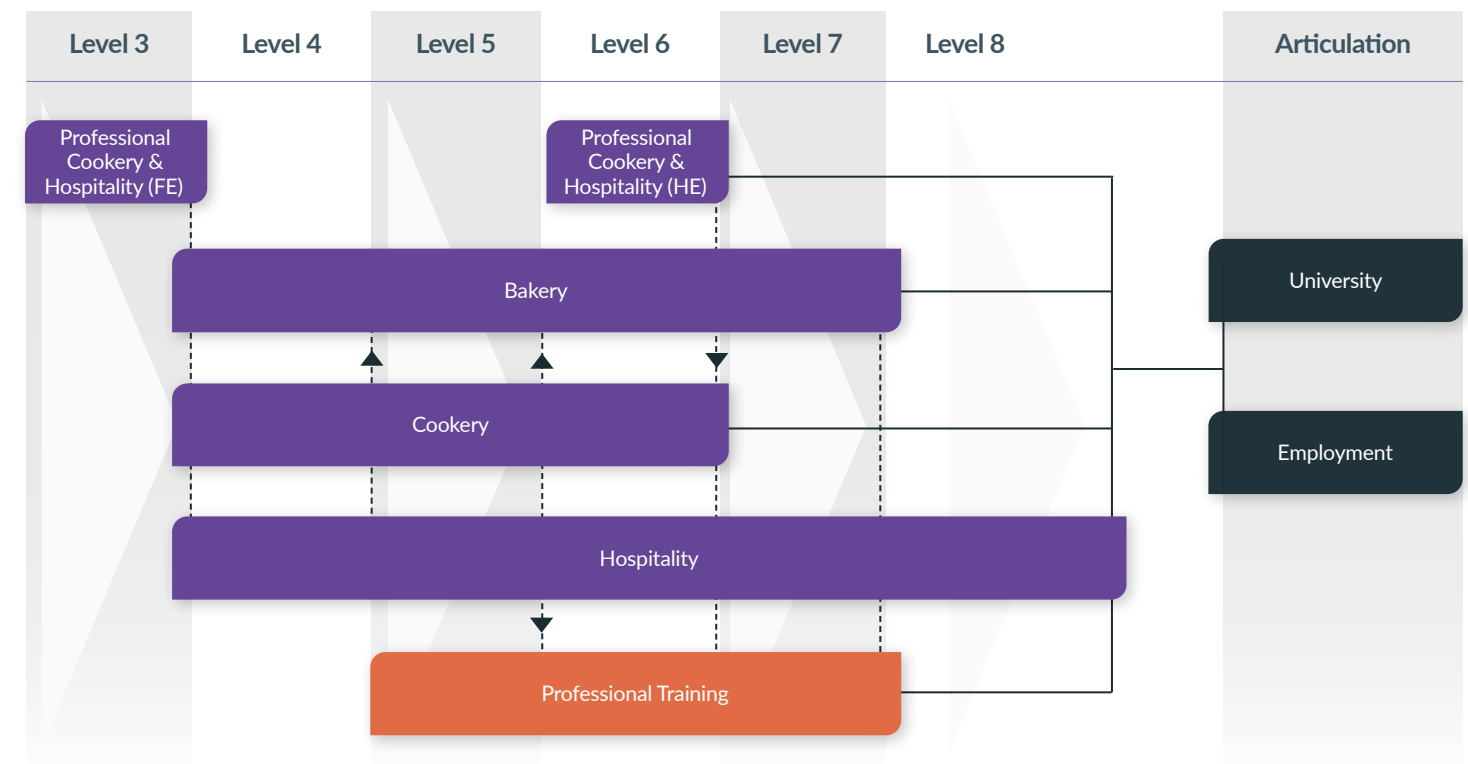 Level 3 Level 4 Level 5 Level 6 Level 7 Level 8 Articulation
Professional
Cookery &
Hospitality (FE)
Professional
Cookery &
Hospitality (HE)
Bakery
University
Cookery
Employment
Hospitality
Professional Training